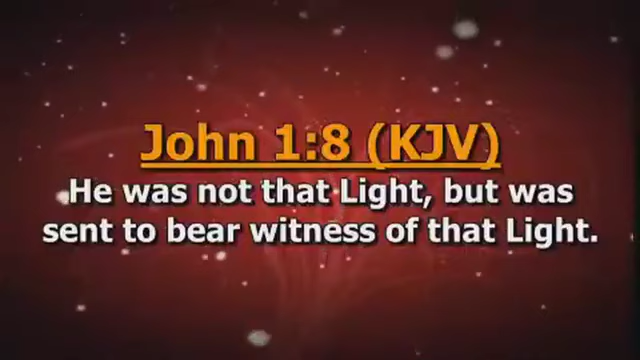 John 1:8 (KJV)
He was not that Light, but was
sent to bear witness of that Light.